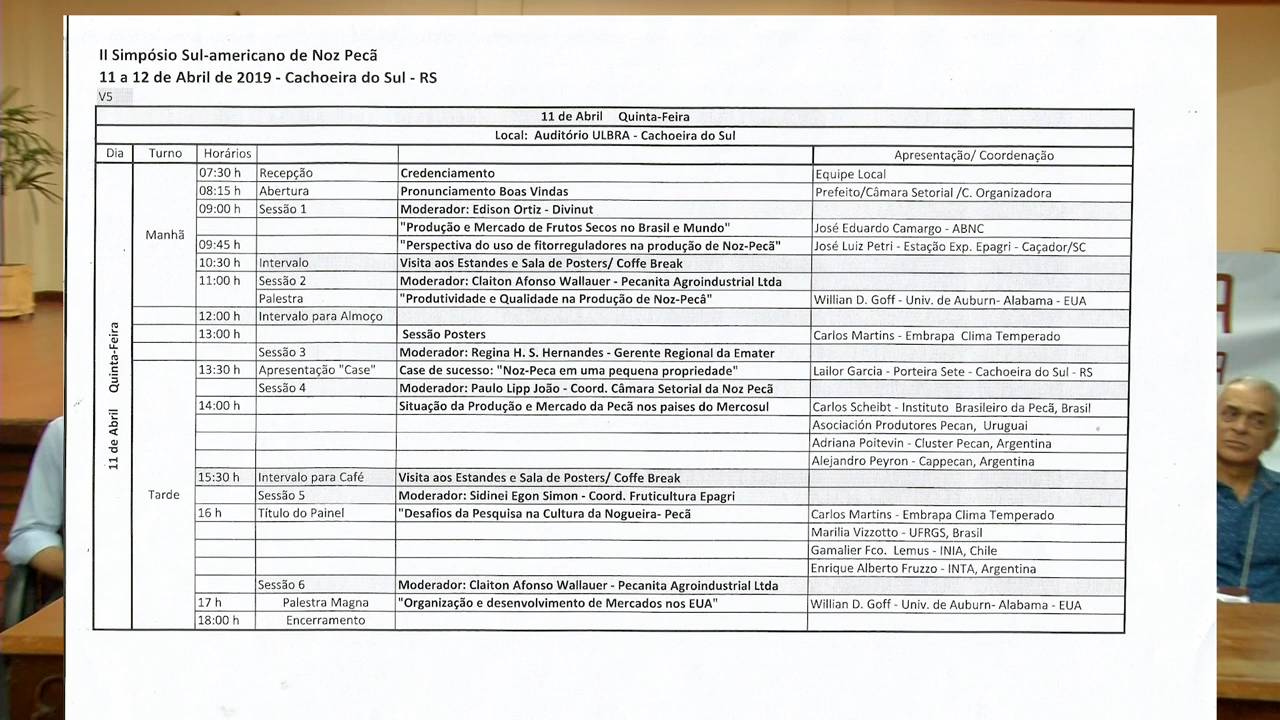 II Simpósio Sul-americano de Noz Pecã
11 a 12 de Abril de 2019 - Cachoeira do Sul - RS
V5
11 de Abril Quinta-Feira
Local: Auditório ULBRA - Cachoeira do Sul
Dia Turno Horários Apresentação/ Coordenação
11 de Abril Quinta-Feira
Manhã
07:30 h Recepção Credenciamento Equipe Local
08:15 h Abertura Pronunciamento Boas Vindas Prefeito/Câmara Setorial /C. Organizadora
09:00 h Sessão 1 Moderador: Edison Ortiz - Divinut
"Produção e Mercado de Frutos Secos no Brasil e Mundo" José Eduardo Camargo - ABNC
09:45 h "Perspectiva do uso de fitorreguladores na produção de Noz-Pecã" José Luiz Petri - Estação Exp. Epagri - Caçador/SC
10:30 h Intervalo Visita aos Estandes e Sala de Posters/ Coffe Break
11:00 h Sessão 2 Moderador: Claiton Afonso Wallauer - Pecanita Agroindustrial Ltda
Palestra "Produtividade e Qualidade na Produção de Noz-Pecâ" Willian D. Goff - Univ. de Auburn- Alabama - EUA
12:00 h Intervalo para Almoço
13:00 h Sessão Posters Carlos Martins - Embrapa Clima Temperado
Sessão 3 Moderador: Regina H. S. Hernandes - Gerente Regional da Emater
Tarde
13:30 h Apresentação "Case" Case de sucesso: "Noz-Peca em uma pequena propriedade" Lailor Garcia - Porteira Sete - Cachoeira do Sul - RS
Sessão 4 Moderador: Paulo Lipp João - Coord. Câmara Setorial da Noz Pecã
14:00 h Situação da Produção e Mercado da Pecã nos paises do Mercosul Carlos Scheibt - Instituto Brasileiro da Pecã, Brasil
Asociación Produtores Pecan, Uruguai
Adriana Poitevin - Cluster Pecan, Argentina
Alejandro Peyron - Cappecan, Argentina
15:30 h Intervalo para Café Visita aos Estandes e Sala de Posters/ Coffe Break
Sessão 5 Moderador: Sidinei Egon Simon - Coord. Fruticultura Epagri
16 h Título do Painel "Desafios da Pesquisa na Cultura da Nogueira- Pecã Carlos Martins - Embrapa Clima Temperado
Marilia Vizzotto - UFRGS, Brasil
Gamalier Fco. Lemus - INIA, Chile
Enrique Alberto Fruzzo - INTA, Argentina
Sessão 6 Moderador: Claiton Afonso Wallauer - Pecanita Agroindustrial Ltda
17 h Palestra Magna "Organização e desenvolvimento de Mercados nos EUA" Willian D. Goff - Univ. de Auburn- Alabama - EUA
18:00 h Encerramento